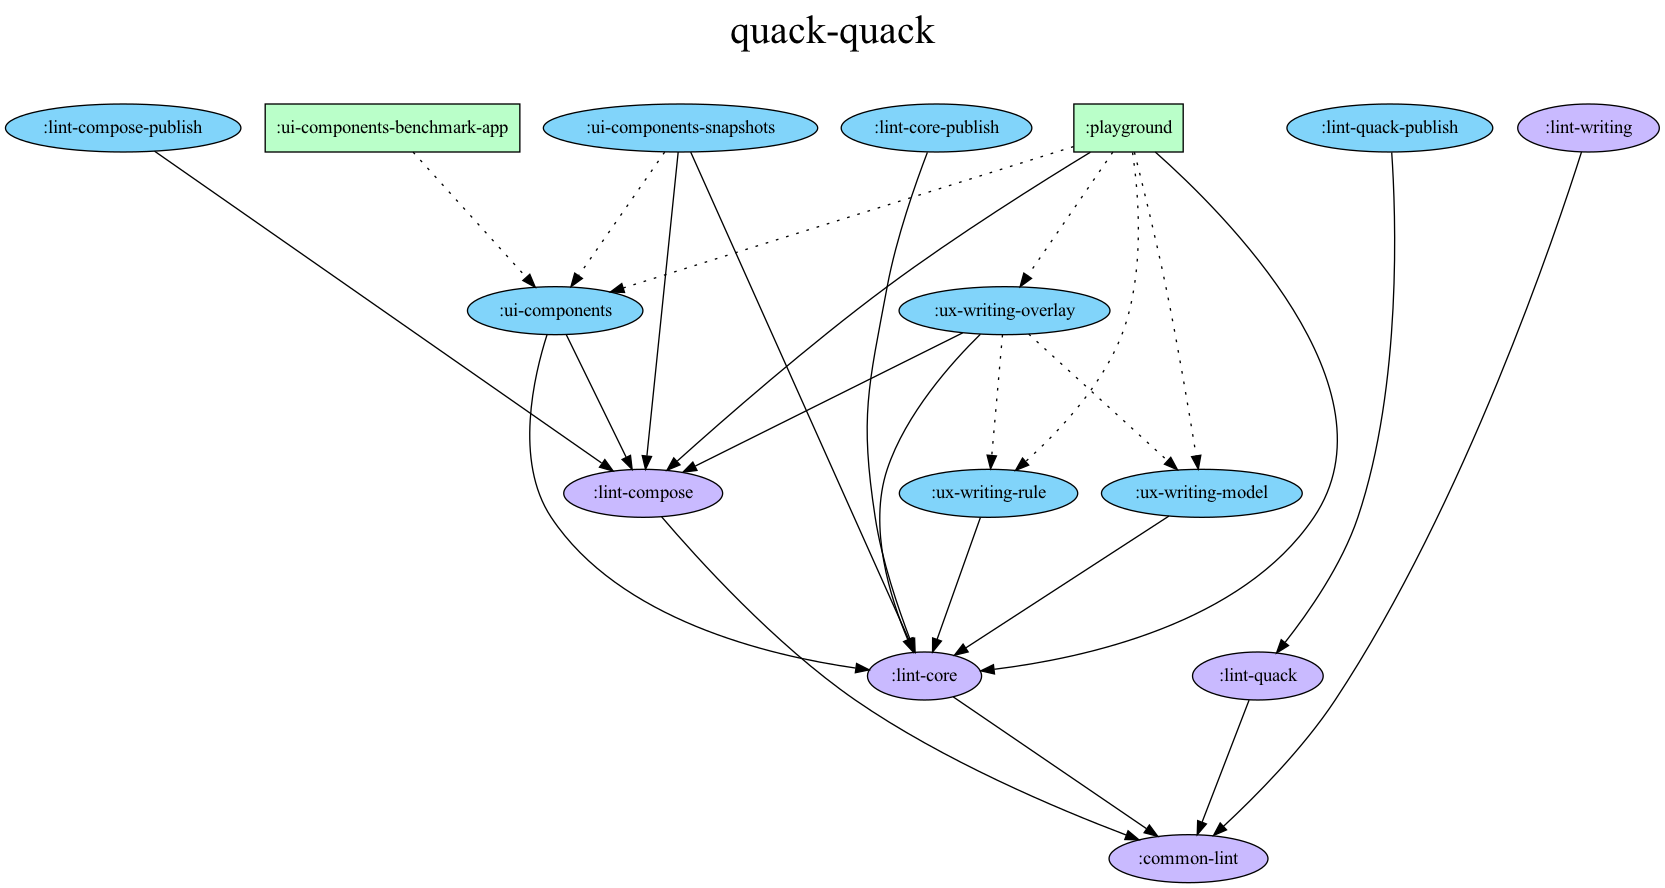 quack-quack
:lint-compose-publish
:ui-components-benchmark-app
:ui-components-snapshots
:lint-core-publish
:playground
:lint-quack-publish
:lint-writing
:ui-components
:ux-writing-overlay
:lint-compose
:ux-writing-rule
:ux-writing-model
:lint-core
:lint-quack
:common-lint